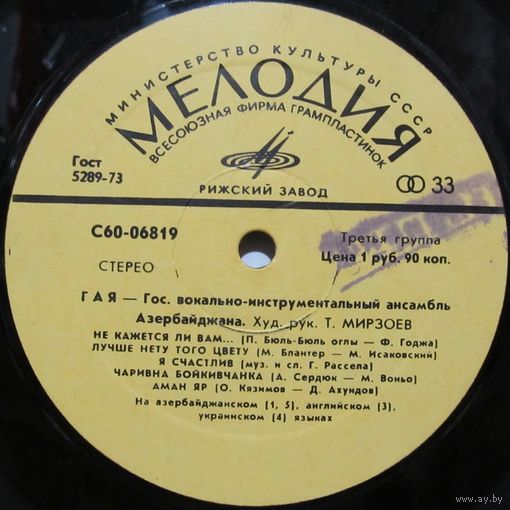 МИНИСТЕРСТВО КУЛЬТУРЫ СССР
МЕЛОДИЯ
ВСЕСОЮЗНАЯ ФИРМА ГРАМПЛАСТИНОК
Гост
5289-73
РИЖСКИЙ ЗАВОД
33
С60-06819
Третья группа
СТЕРЕО
Цена 1 руб. 90 коп.
ГАЯ — Гос. вокально-инструментальный ансамбль
Азербайджана. Худ. рук. Т. МИРЗОЕВ
НЕ КАЖЕТСЯ ЛИ ВАМ... (П. Бюль-Бюль оглы — Ф. Годжа)
ЛУЧШЕ НЕТУ ТОГО ЦВЕТУ (М. Блантер — М. Исаковский)
Я СЧАСТЛИВ (муз. и сл. Г. Рассела)
ЧАРИВНА БОЙКИВЧАНКА (А. Сердюк — М. Воньо)
АМАН ЯР (О. Кязимов — Д. Ахундов)
На азербайджанском (1, 5), английском (3),
украинском (4) языках
www.ay.by